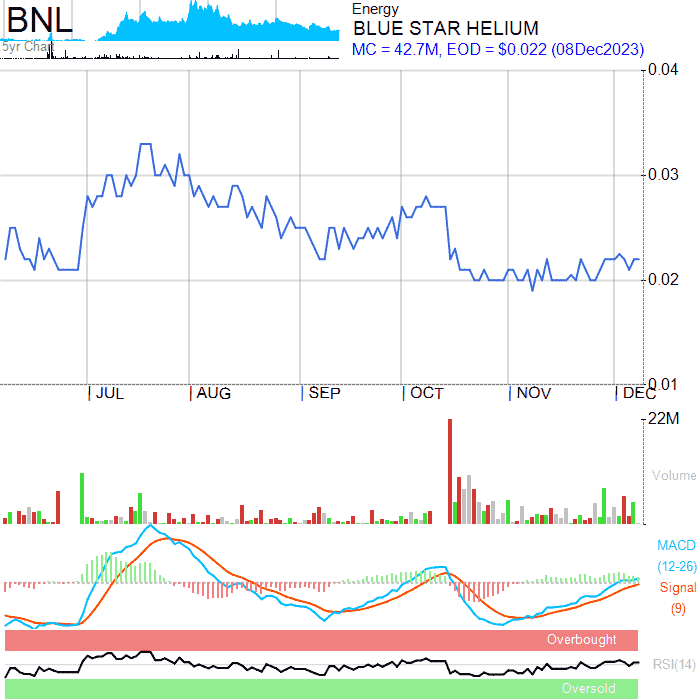 BNL
5yr Chart
Energy
BLUE STAR HELIUM
MC = 42.7M, EOD = $0.022 (08Dec2023)
0.04
0.03
0.02
0.01
JUL AUG SEP OCT NOV DEC
22M
Volume
MACD
(12-26)
Signal
(9)
Overbought
RSI(14)
Oversold